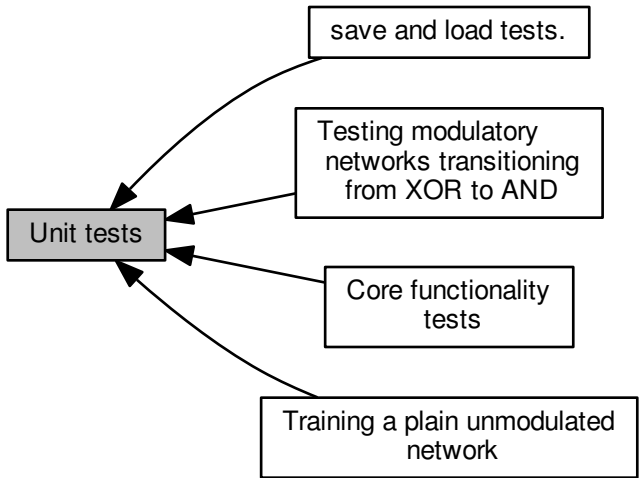 save and load tests.
Testing modulatory
networks transitioning
from XOR to AND
Unit tests
Core functionality
tests
Training a plain unmodulated
network